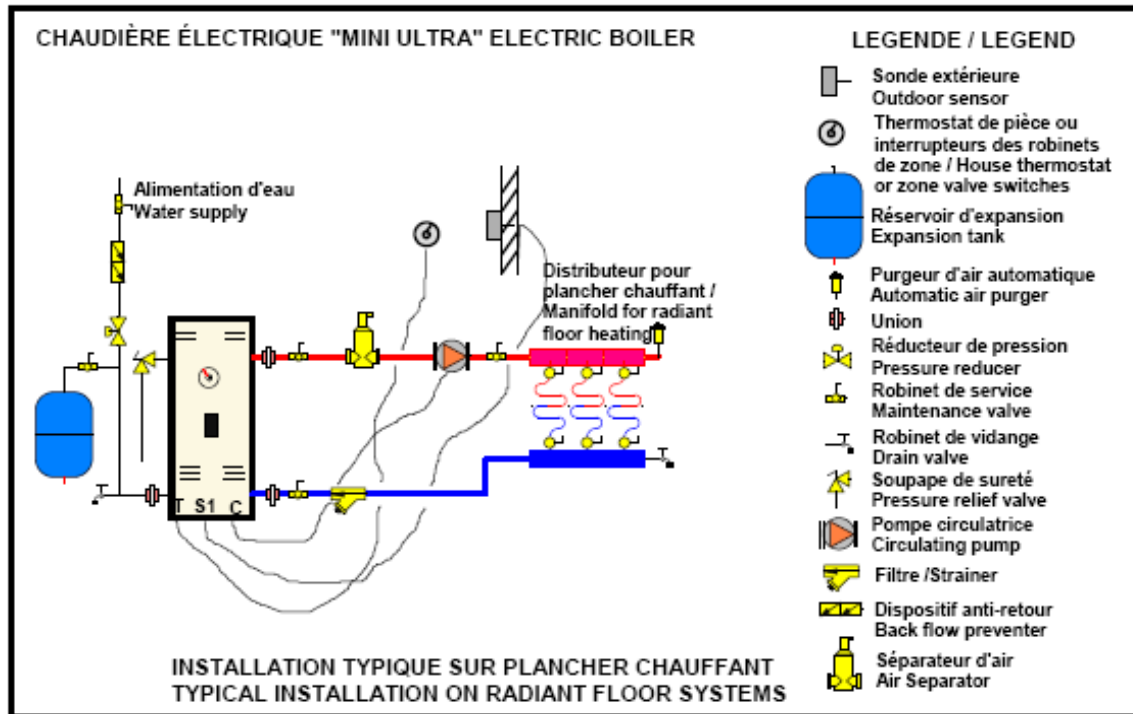 CHAUDIÈRE ÉLECTRIQUE "MINI ULTRA" ELECTRIC BOILER
Alimentation d'eau
Water supply
Distributeur pour
plancher chauffant /
Manifold for radiant
floor heating
T S1 C
INSTALLATION TYPIQUE SUR PLANCHER CHAUFFANT
TYPICAL INSTALLATION ON RADIANT FLOOR SYSTEMS
LEGENDE / LEGEND
Sonde extérieure
Outdoor sensor
Thermostat de pièce ou
interrupteurs des robinets
de zone / House thermostat
or zone valve switches
Réservoir d'expansion
Expansion tank
Purgeur d'air automatique
Automatic air purger
Union
Réducteur de pression
Pressure reducer
Robinet de service
Maintenance valve
Robinet de vidange
Drain valve
Soupape de sureté
Pressure relief valve
Pompe circulatrice
Circulating pump
Filtre /Strainer
Dispositif anti-retour
Back flow preventer
Séparateur d'air
Air Separator